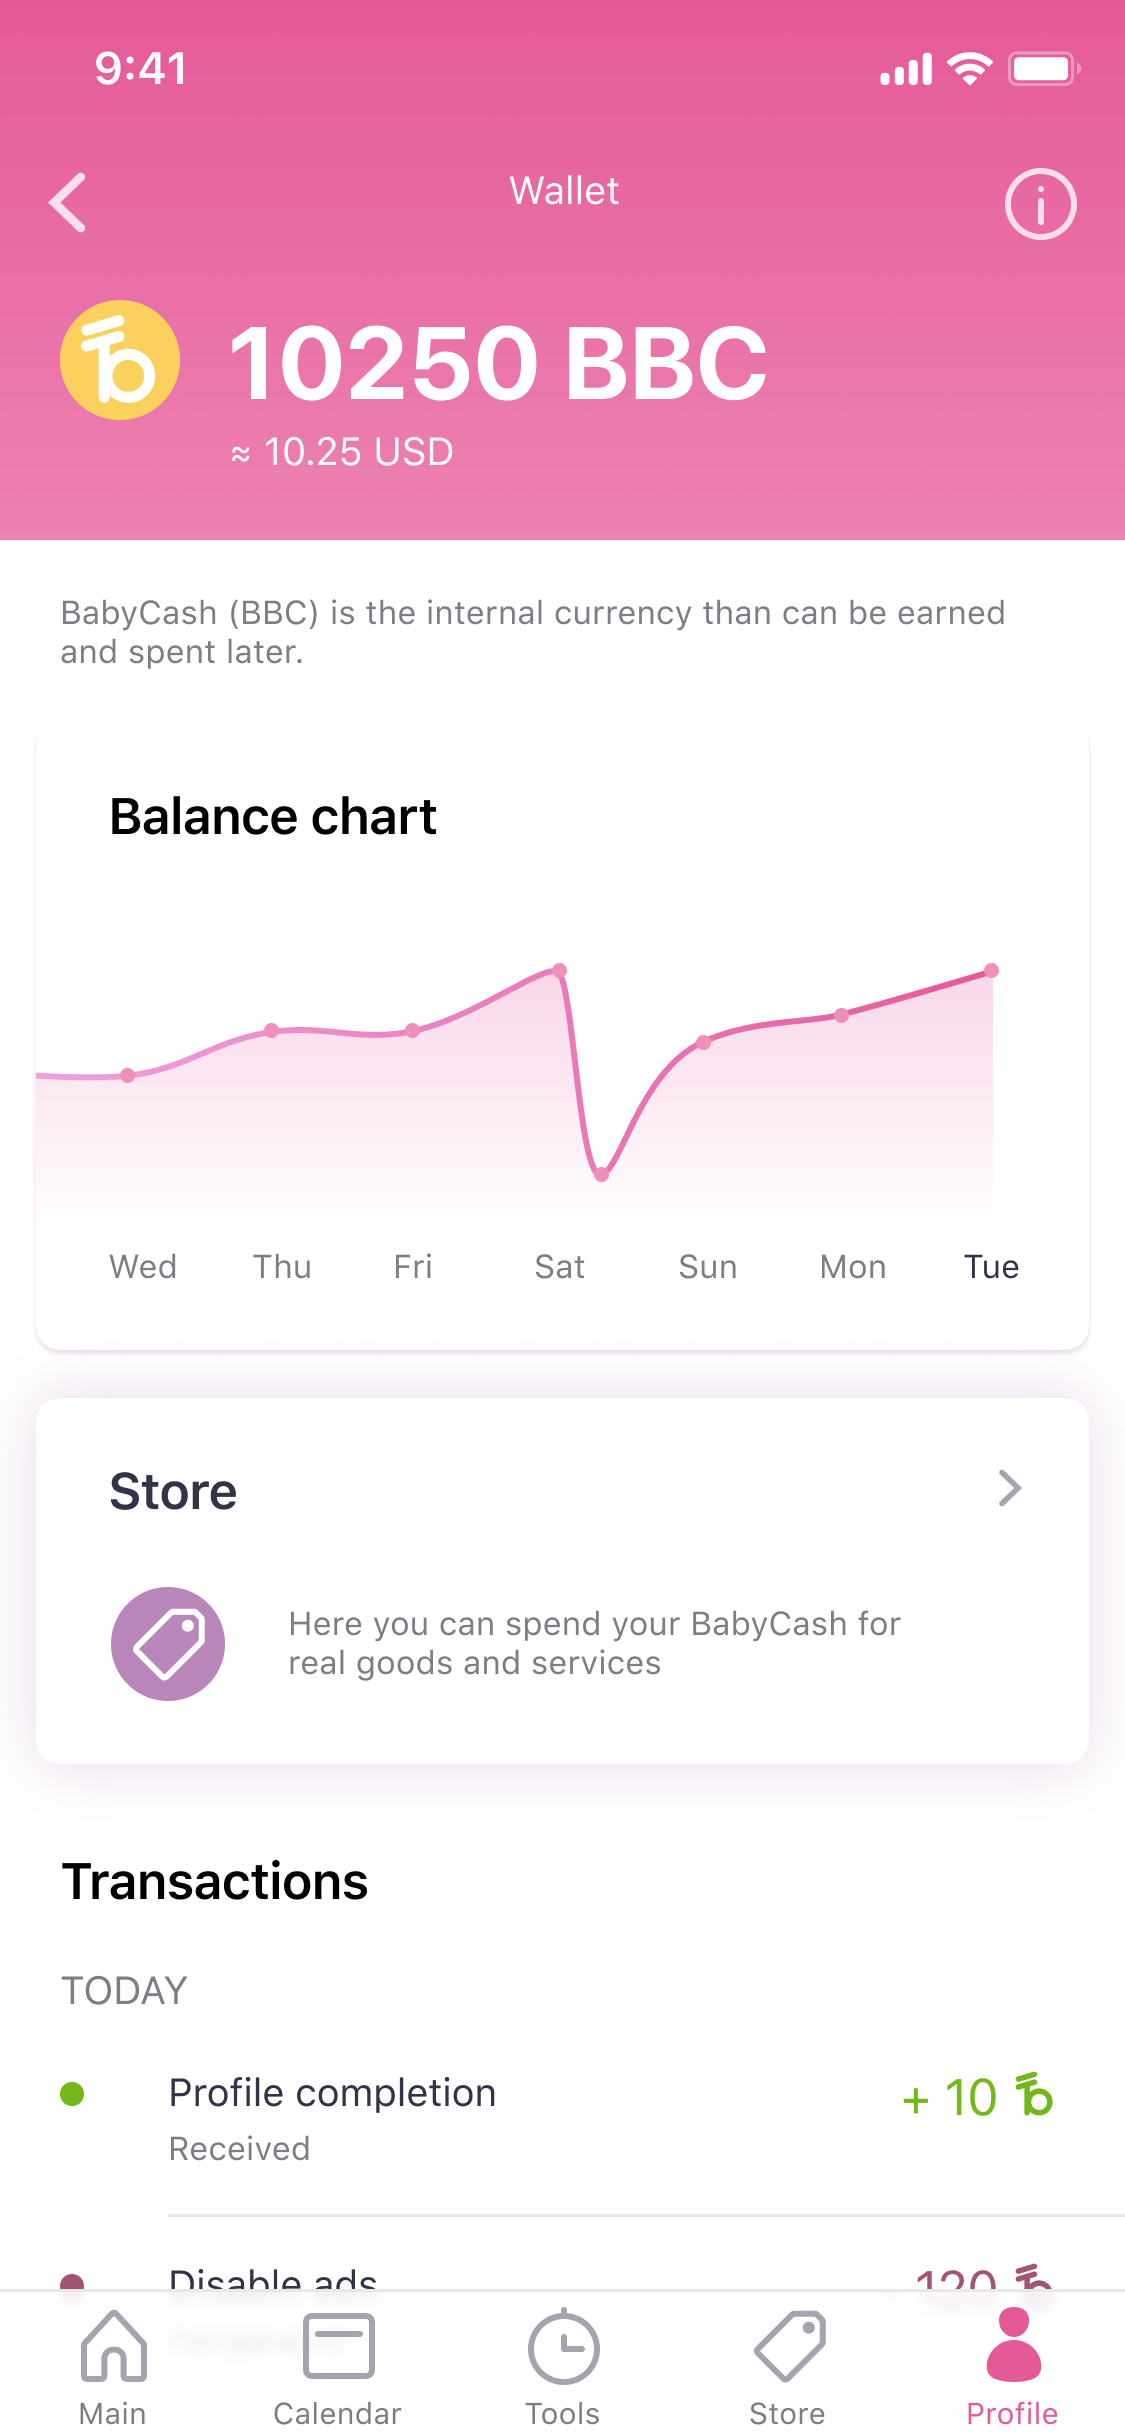 9:41
Wallet
10250 BBC
≈ 10.25 USD
BabyCash (BBC) is the internal currency than can be earned
and spent later.
Balance chart
Wed Thu Fri Sat Sun Mon Tue
Store
Here you can spend your BabyCash for
real goods and services
Transactions
TODAY
Profile completion
+ 10
Received
Disable ads
- 120
Main Calendar Tools Store Profile